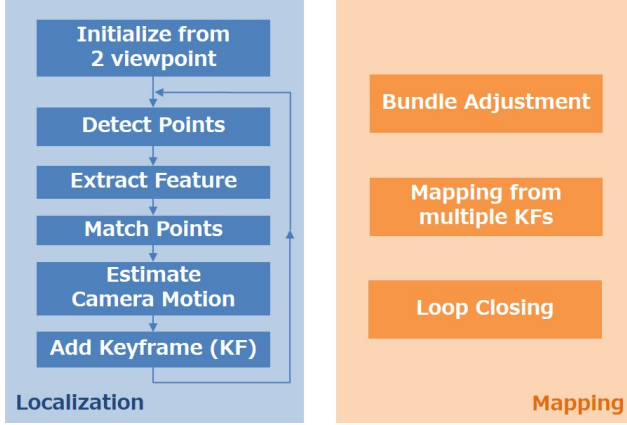 Initialize from
2 viewpoint
Detect Points
Extract Feature
Match Points
Estimate
Camera Motion
Add Keyframe (KF)
Localization
Bundle Adjustment
Mapping from
multiple KFs
Loop Closing
Mapping